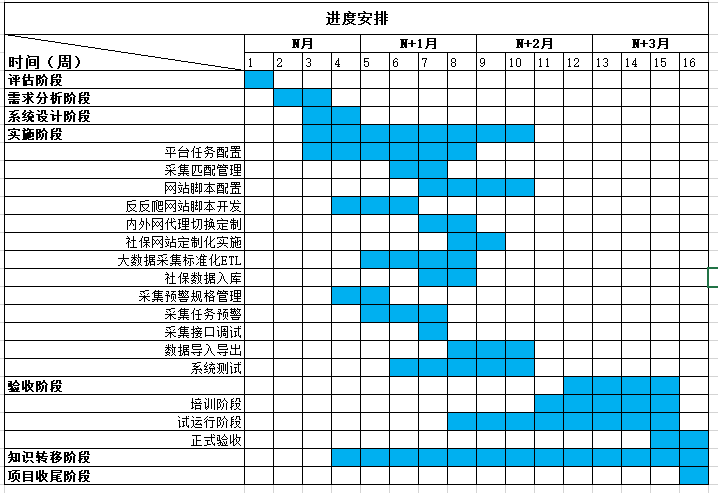 进度安排
N月 N+1月 N+2月 N+3月
时间（周） 1 2 3 4 5 6 7 8 9 10 11 12 13 14 15 16
评估阶段
需求分析阶段
系统设计阶段
实施阶段
平台任务配置
采集匹配管理
网站脚本配置
反反爬网站脚本开发
内外网代理切换定制
社保网站定制化实施
大数据采集标准化ETL
社保数据入库
采集预警规格管理
采集任务预警
采集接口调试
数据导入导出
系统测试
验收阶段
培训阶段
试运行阶段
正式验收
知识转移阶段
项目收尾阶段